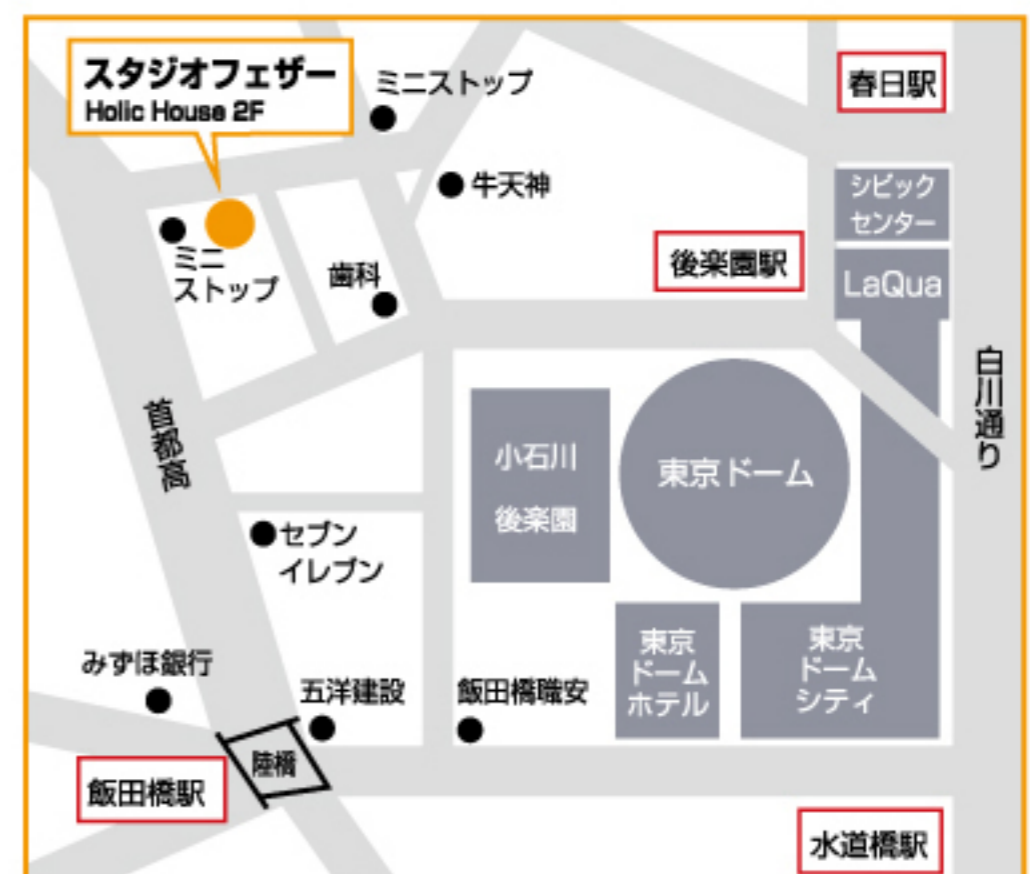 スタジオフェザー
Holic House 2F
ミニストップ
春日駅
牛天神
シビック
センター
ミニ
ストップ
歯科
後楽園駅
LaQua
首都高
白川通り
小石川
後楽園
東京ドーム
セブン
イレブン
みずほ銀行
五洋建設
飯田橋職安
東京
ドーム
ホテル
東京
ドーム
シティ
陸橋
飯田橋駅
水道橋駅